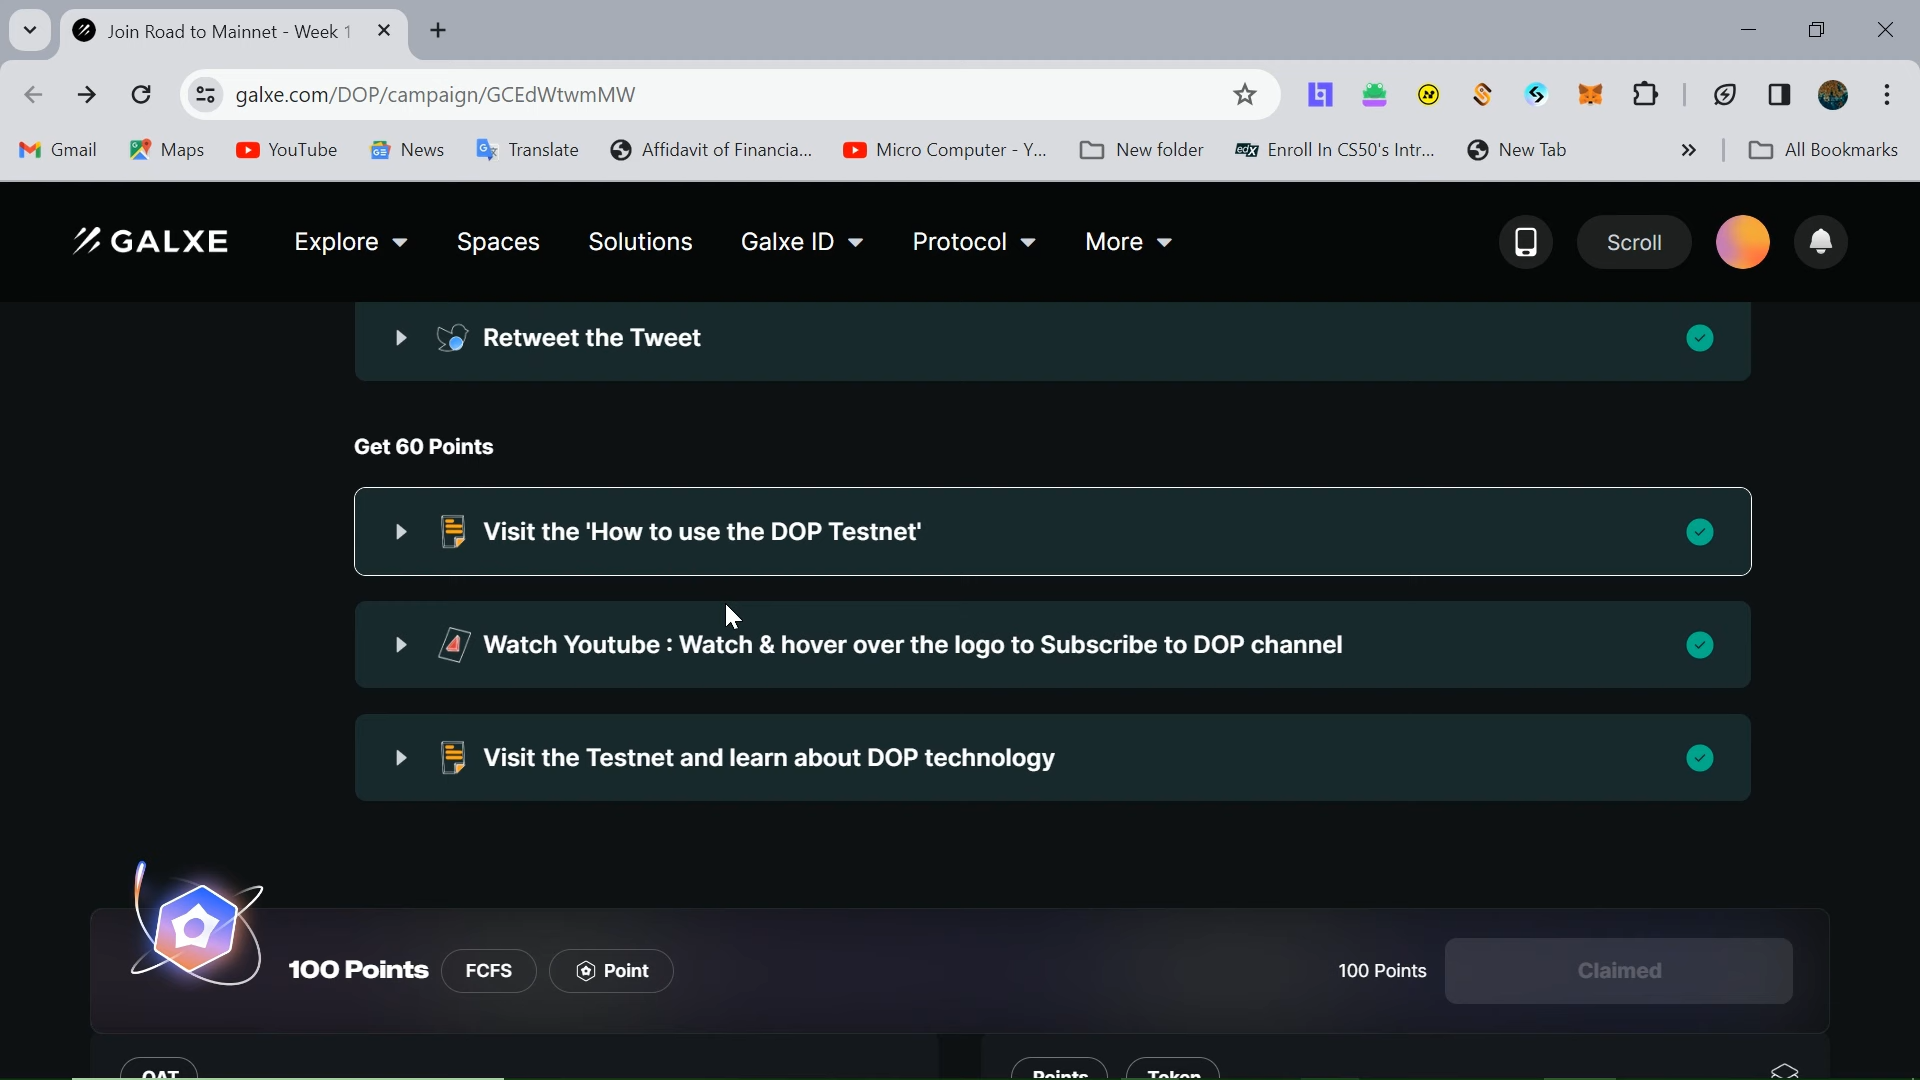 Join Road to Mainnet - Week 1
galxe.com/DOP/campaign/GCEdWtwmMW
Gmail
Maps
YouTube
News
Translate
Affidavit of Financia...
Micro Computer - Y...
New folder
edX Enroll In CS50's Intr...
New Tab
All Bookmarks
GALXE
Explore
Spaces
Solutions
Galxe ID
Protocol
More
Scroll
Retweet the Tweet
Get 60 Points
Visit the 'How to use the DOP Testnet'
Watch Youtube : Watch & hover over the logo to Subscribe to DOP channel
Visit the Testnet and learn about DOP technology
100 Points
FCFS
Point
100 Points
Claimed
OAT
Points
Token